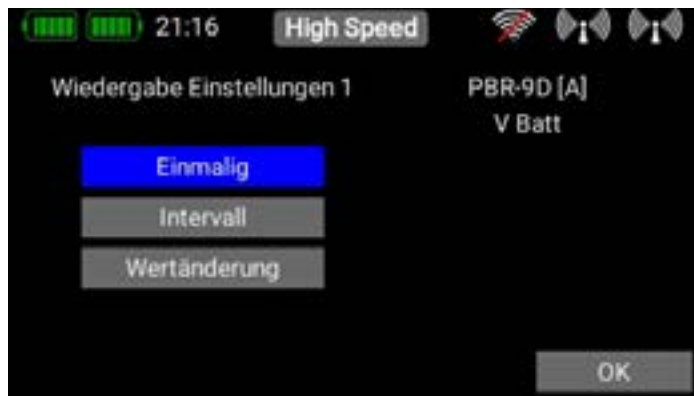 21:16 High Speed
Wiedergabe Einstellungen 1 PBR-9D [A]
V Batt
Einmalig
Intervall
Wertänderung
OK